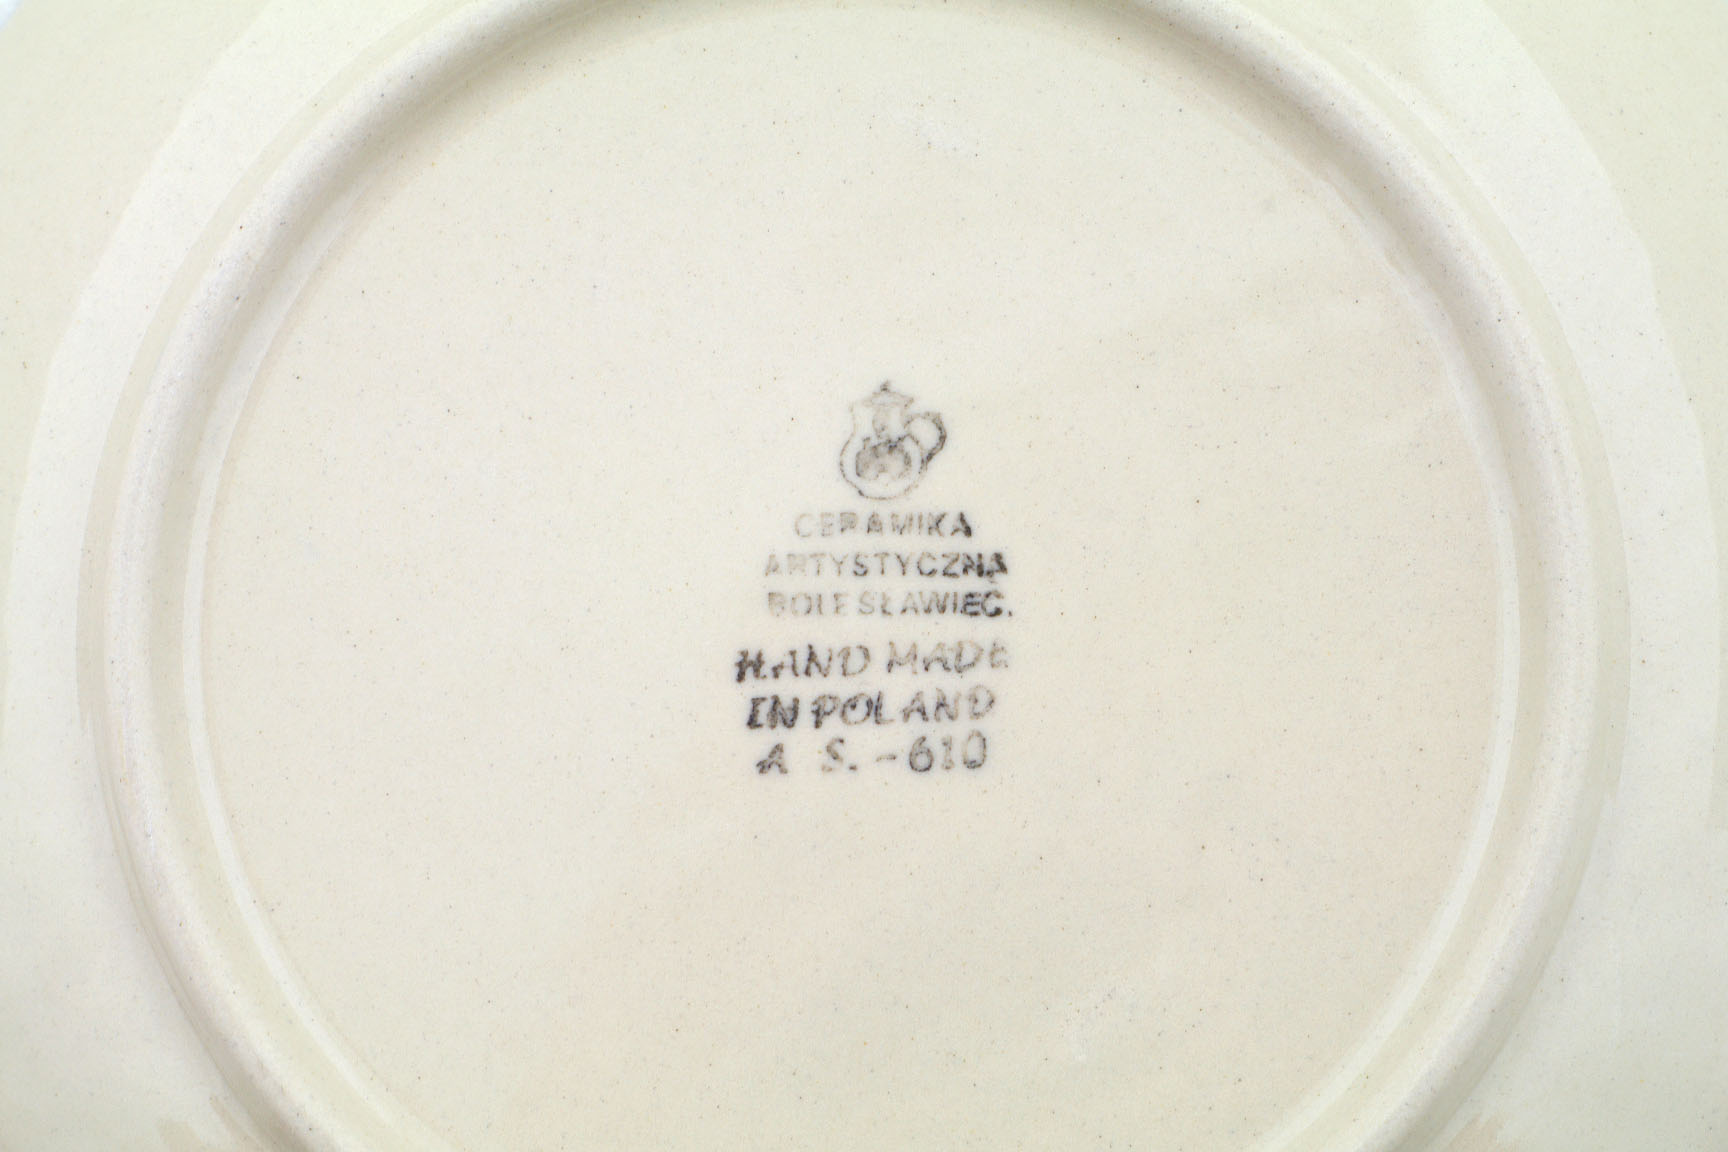 CERAMIKA
ARTYSTYCZNA
BOLESŁAWIEC.
HAND MADE
IN POLAND
A S.-610